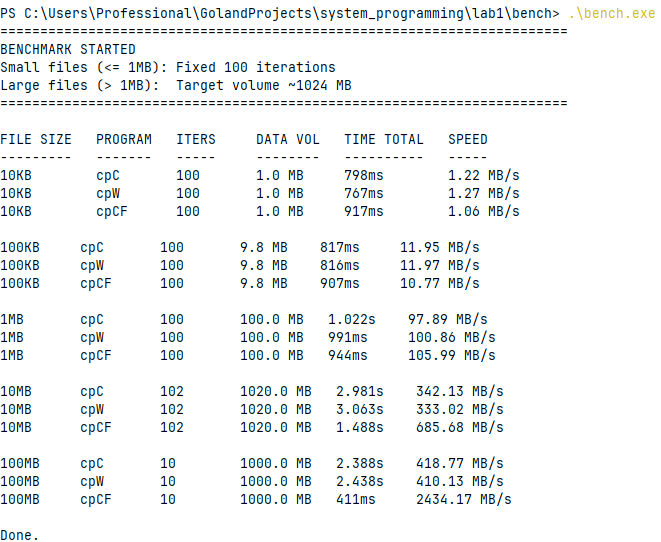 PS C:\Users\Professional\GolandProjects\system_programming\lab1\bench> .\bench.exe
=======================================================================
BENCHMARK STARTED
Small files (<= 1MB): Fixed 100 iterations
Large files (> 1MB):  Target volume ~1024 MB
=======================================================================
FILE SIZE   PROGRAM   ITERS     DATA VOL   TIME TOTAL   SPEED
---------   -------   -----     --------   ----------   -----
10KB        cpC       100       1.0 MB     798ms        1.22 MB/s
10KB        cpW       100       1.0 MB     767ms        1.27 MB/s
10KB        cpCF      100       1.0 MB     917ms        1.06 MB/s
100KB     cpC       100       9.8 MB    817ms     11.95 MB/s
100KB     cpW       100       9.8 MB    816ms     11.97 MB/s
100KB     cpCF      100       9.8 MB    907ms     10.77 MB/s
1MB       cpC       100       100.0 MB   1.022s    97.89 MB/s
1MB       cpW       100       100.0 MB   991ms     100.86 MB/s
1MB       cpCF      100       100.0 MB   944ms     105.99 MB/s
10MB      cpC       102       1020.0 MB   2.981s    342.13 MB/s
10MB      cpW       102       1020.0 MB   3.063s    333.02 MB/s
10MB      cpCF      102       1020.0 MB   1.488s    685.68 MB/s
100MB     cpC       10        1000.0 MB   2.388s    418.77 MB/s
100MB     cpW       10        1000.0 MB   2.438s    410.13 MB/s
100MB     cpCF      10        1000.0 MB   411ms     2434.17 MB/s
Done.